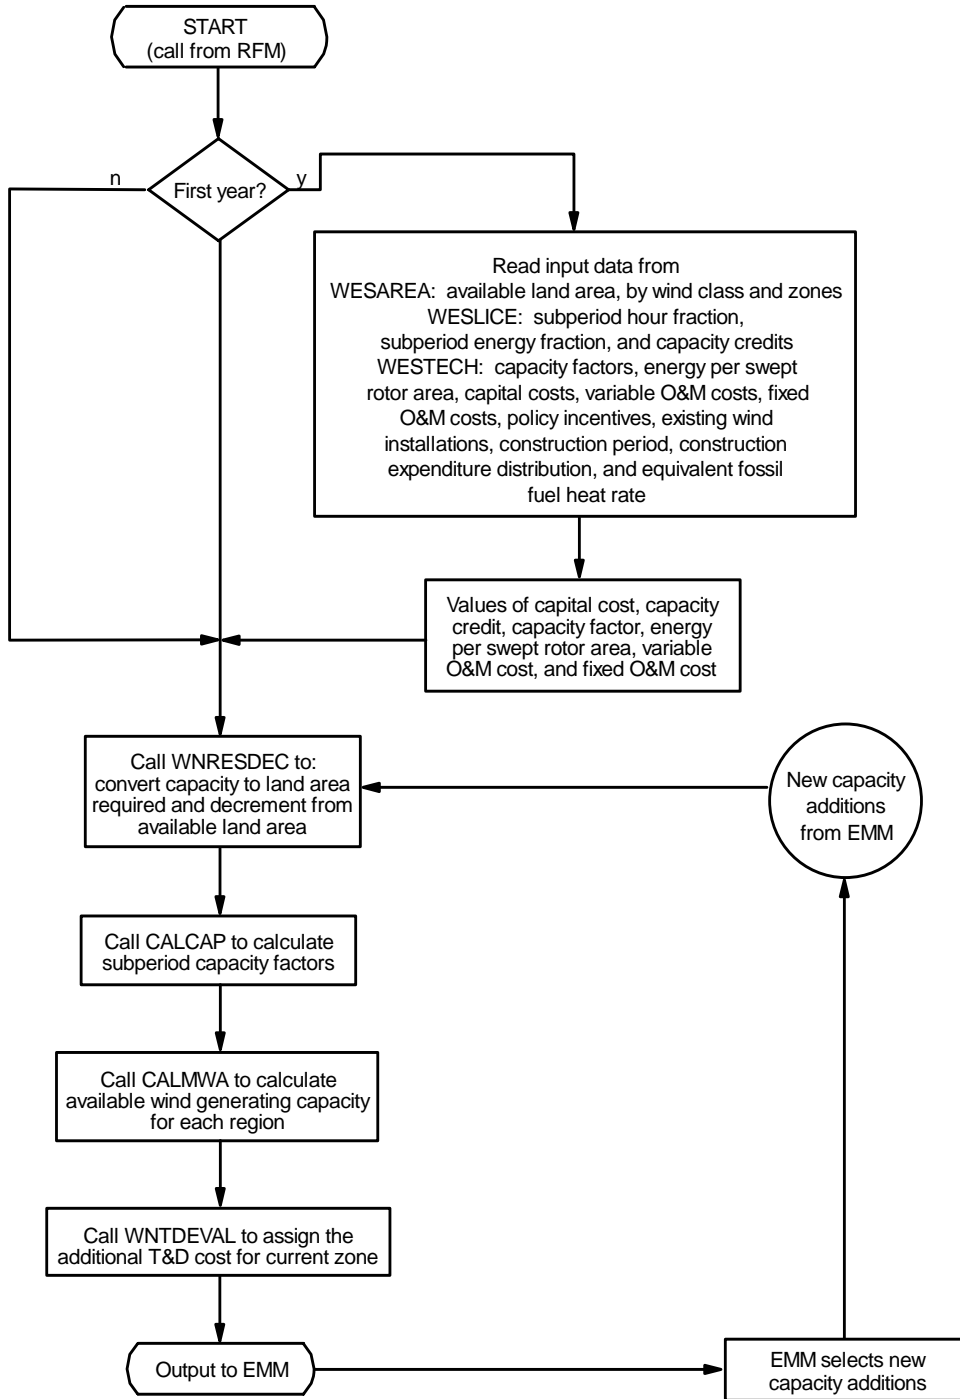 START
(call from RFM)
n
First year?
y
Read input data from
WESAREA:  available land area, by wind class and zones
WESLICE:  subperiod hour fraction,
subperiod energy fraction, and capacity credits
WESTECH:  capacity factors, energy per swept
rotor area, capital costs, variable O&M costs, fixed
O&M costs, policy incentives, existing wind
installations, construction period, construction
expenditure distribution, and equivalent fossil
fuel heat rate
Values of capital cost, capacity
credit, capacity factor, energy
per swept rotor area, variable
O&M cost, and fixed O&M cost
Call WNRESDEC to:
convert capacity to land area
required and decrement from
available land area
New capacity
additions
from EMM
Call CALCAP to calculate
subperiod capacity factors
Call CALMWA to calculate
available wind generating capacity
for each region
Call WNTDEVAL to assign the
additional T&D cost for current zone
Output to EMM
EMM selects new
capacity additions